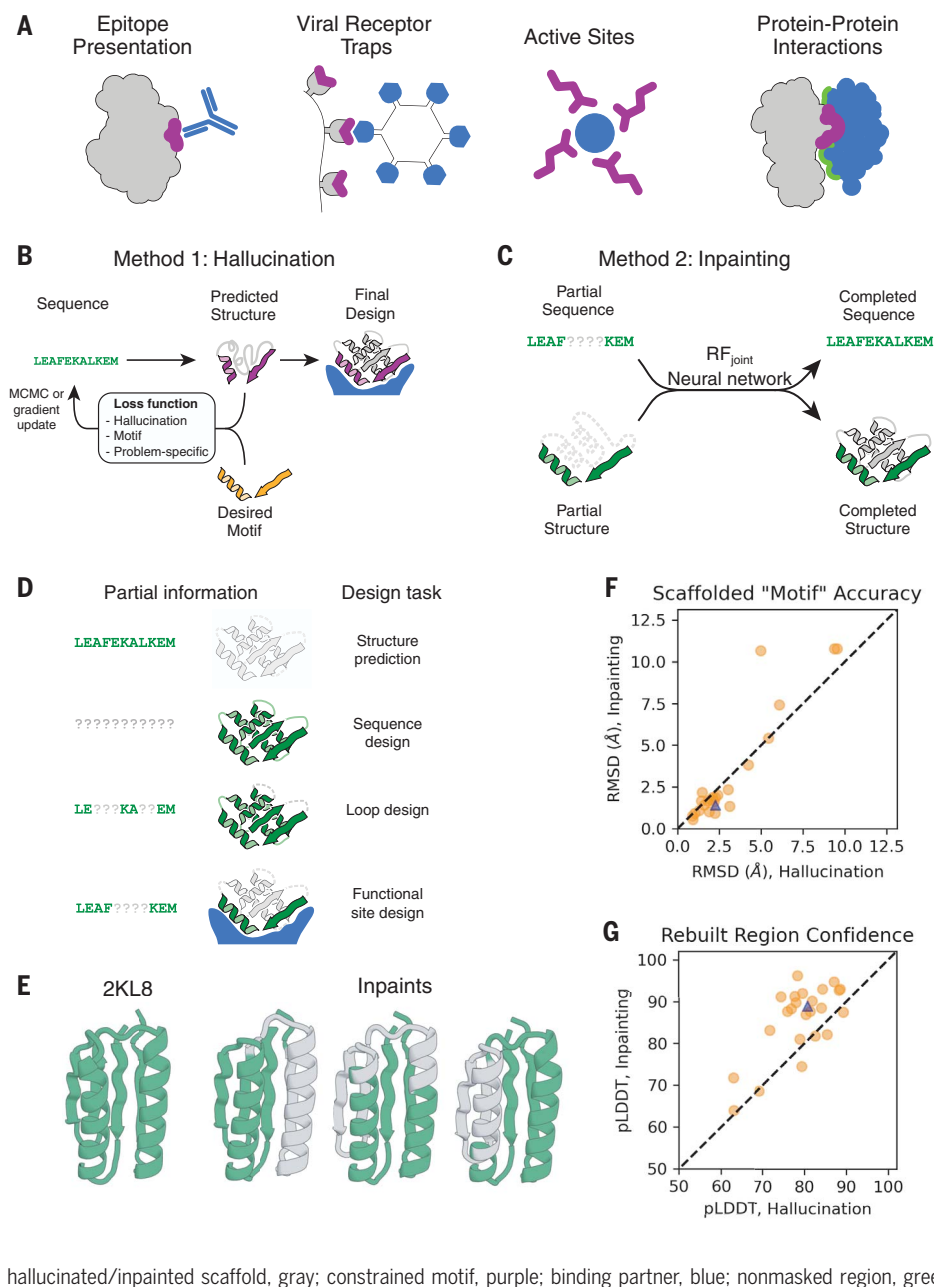 A
Epitope
Presentation
Viral Receptor
Traps
Active Sites
Protein-Protein
Interactions
B
Method 1: Hallucination
Sequence
Predicted
Structure
Final
Design
LEAFEKALKEM
MCMC or
gradient
update
Loss function
- Hallucination
- Motif
- Problem-specific
Desired
Motif
C
Method 2: Inpainting
Partial
Sequence
Completed
Sequence
LEAF????KEM
LEAFEKALKEM
RFjoint
Neural network
Partial
Structure
Completed
Structure
D
Partial information
Design task
LEAFEKALKEM
Structure
prediction
???????????
Sequence
design
LE???KA??EM
Loop design
LEAF????KEM
Functional
site design
E
2KL8
Inpaints
F
Scaffolded "Motif" Accuracy
RMSD (Å), Inpainting
12.5
10.0
7.5
5.0
2.5
0.0
0.0 2.5 5.0 7.5 10.0 12.5
RMSD (Å), Hallucination
G
Rebuilt Region Confidence
pLDDT, Inpainting
100
90
80
70
60
50
50 60 70 80 90 100
pLDDT, Hallucination
hallucinated/inpainted scaffold, gray; constrained motif, purple; binding partner, blue; nonmasked region, gree